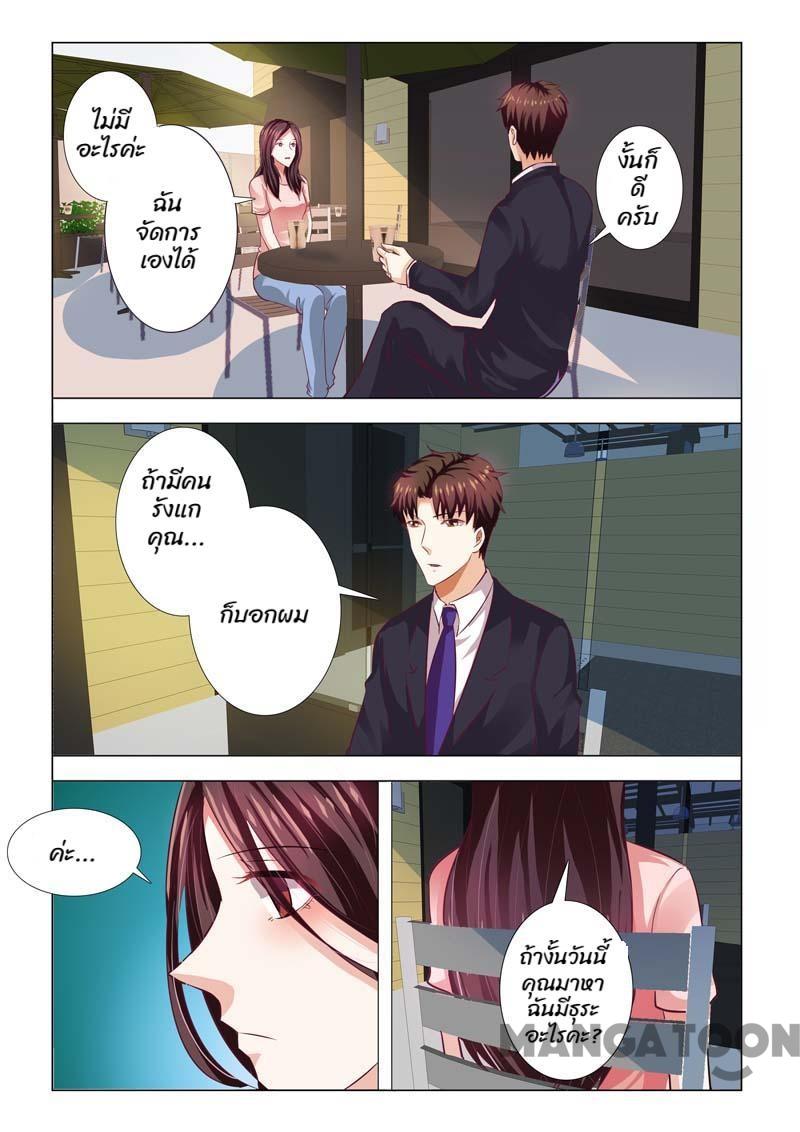 ไม่มี
อะไรค่ะ
ฉัน
จัดการ
เองได้
งั้นก็
ดี
ครับ
ถ้ามีคน
รังแก
คุณ...
ก็บอกผม
ค่ะ...
ถ้างั้นวันนี้
คุณมาหา
ฉันมีธุระ
อะไรคะ?
MANGATOON